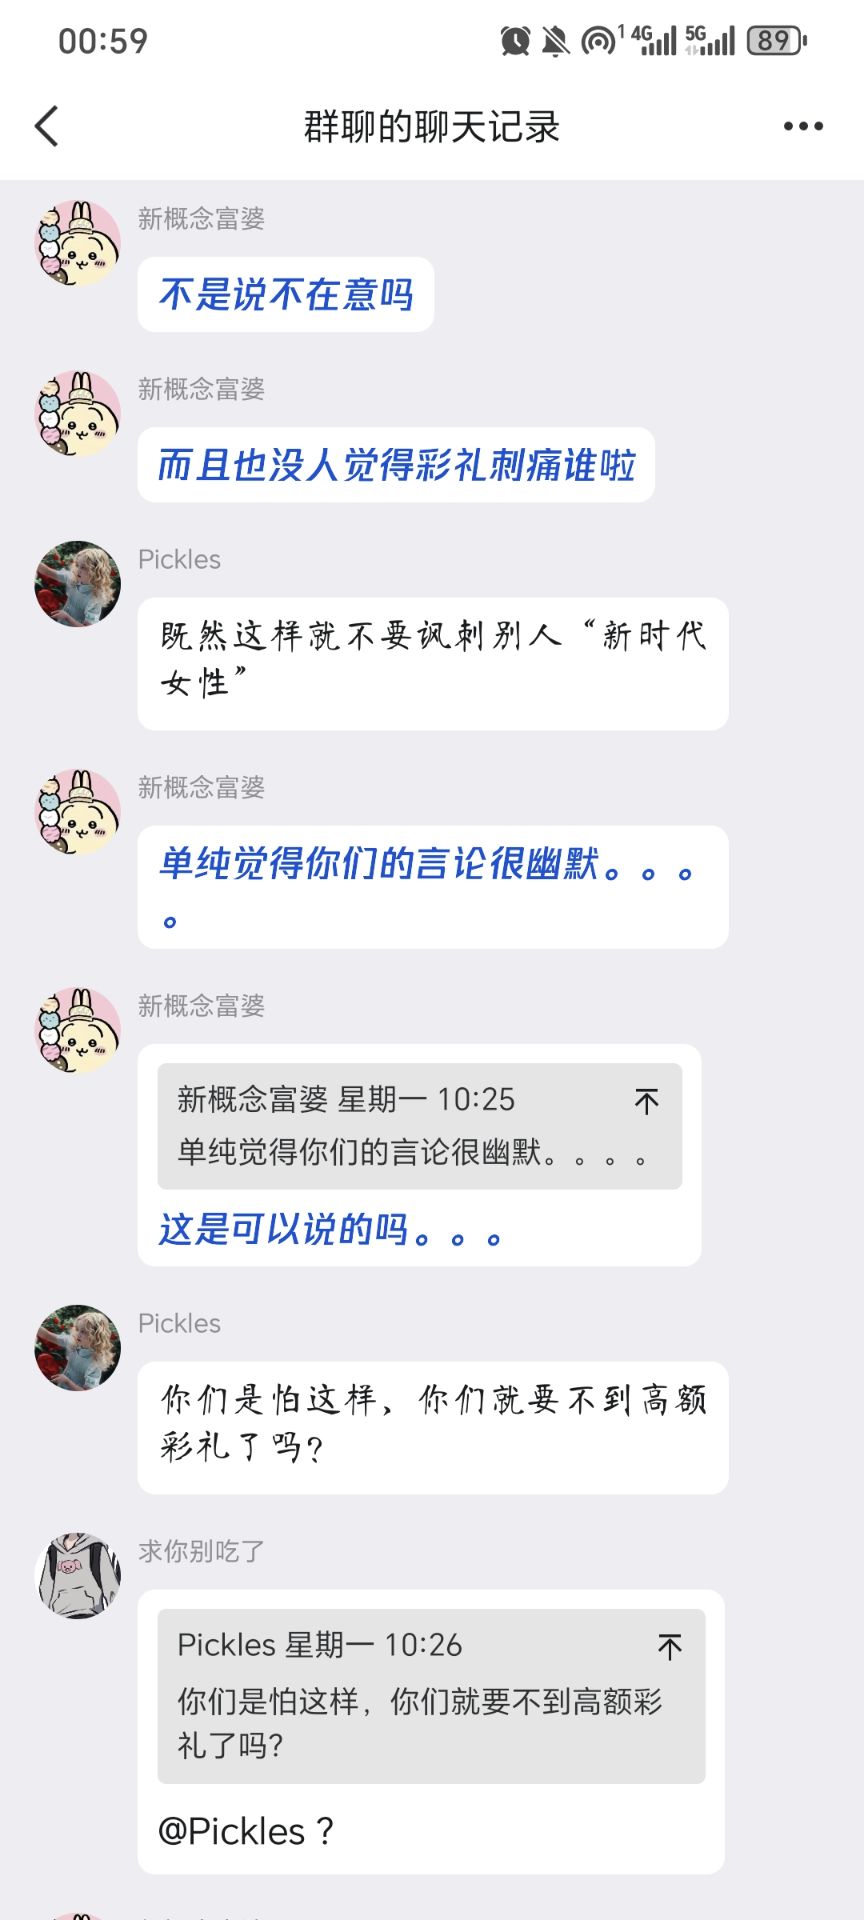 00:59
1 4G 5G 89
群聊的聊天记录
新概念富婆
不是说不在意吗
新概念富婆
而且也没人觉得彩礼刺痛谁啦
Pickles
既然这样就不要讽刺别人“新时代
女性”
新概念富婆
单纯觉得你们的言论很幽默。。。
。
新概念富婆
新概念富婆 星期一 10:25
单纯觉得你们的言论很幽默。。。。
这是可以说的吗。。。
Pickles
你们是怕这样，你们就要不到高额
彩礼了吗？
求你别吃了
Pickles 星期一 10:26
你们是怕这样，你们就要不到高额彩
礼了吗？
@Pickles ？